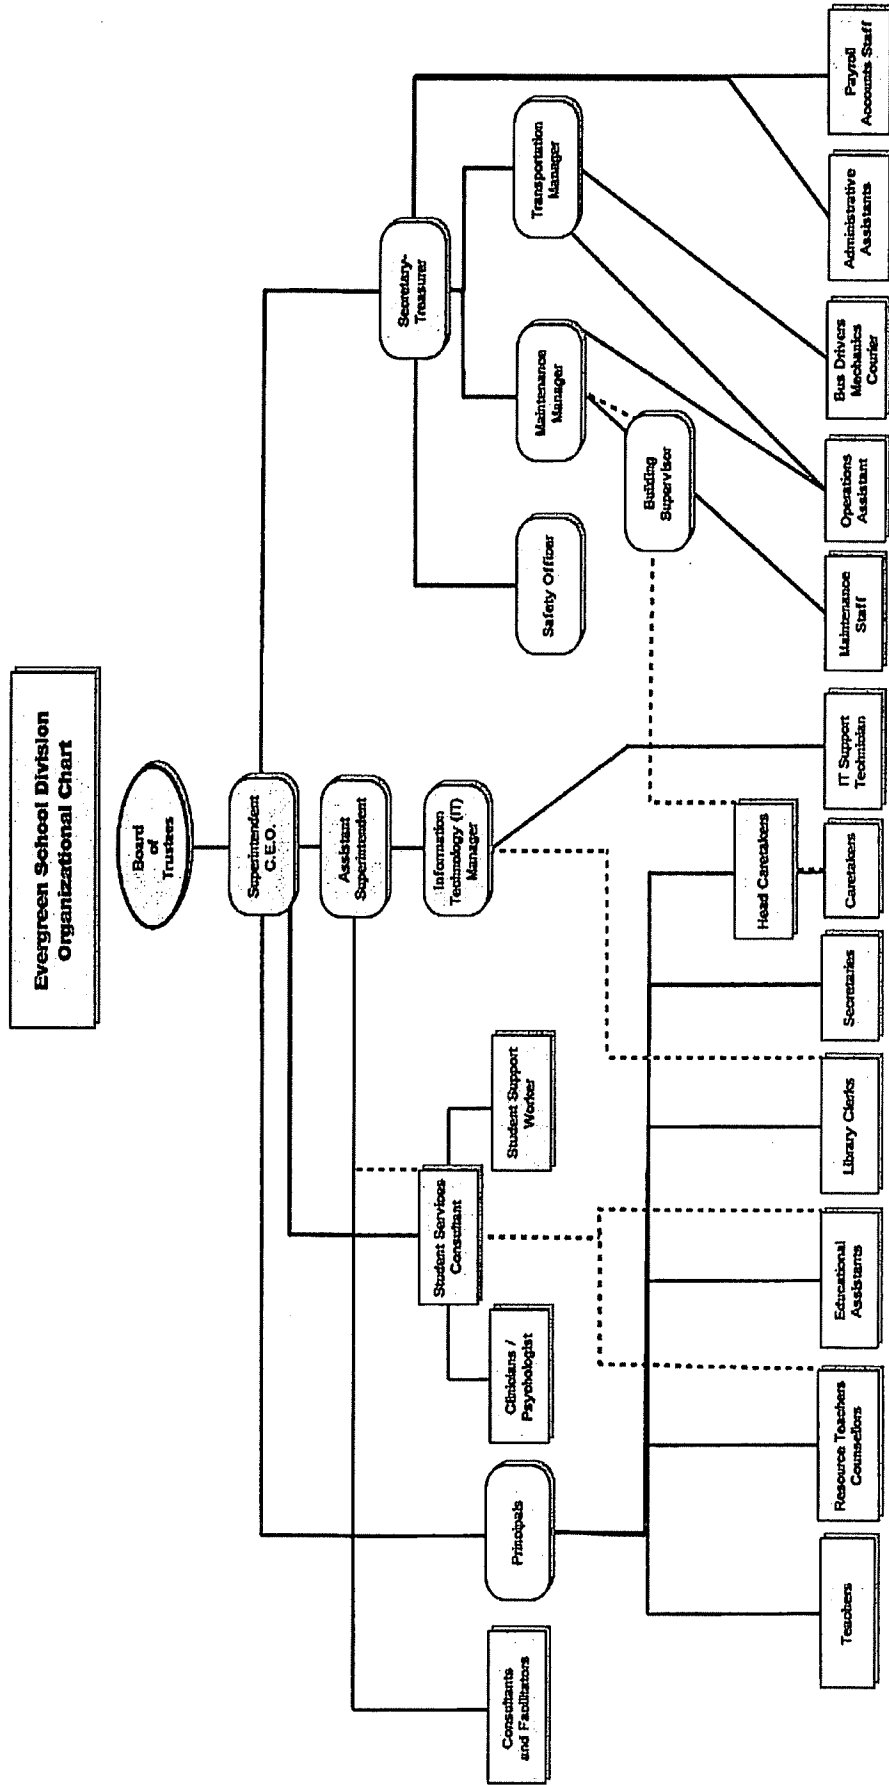 Evergreen School Division
Organizational Chart
Board
of
Trustees
Superintendent
C.E.O.
Assistant
Superintendent
Information
Technology (IT)
Manager
Secretary-
Treasurer
Student Services
Consultant
Consultants
and Facilitators
Principals
Clinicians /
Psychologist
Student Support
Worker
Safety Officer
Maintenance
Manager
Transportation
Manager
Building
Supervisor
Head Caretakers
Teachers
Resource Teachers
Counsellors
Educational
Assistants
Library Clerks
Secretaries
Caretakers
IT Support
Technician
Maintenance
Staff
Operations
Assistant
Bus Drivers
Mechanics
Courier
Administrative
Assistants
Payroll
Accounts Staff